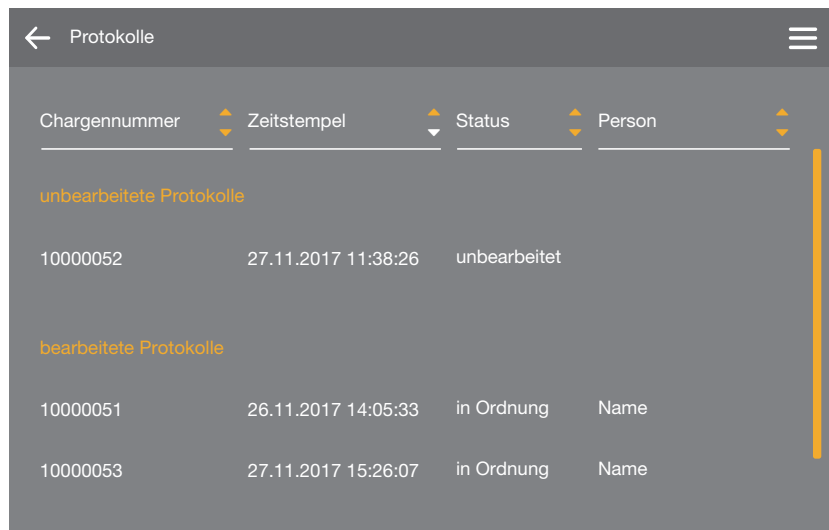 Protokolle
Chargennummer Zeitstempel Status Person
unbearbeitete Protokolle
10000052 27.11.2017 11:38:26 unbearbeitet
bearbeitete Protokolle
10000051 26.11.2017 14:05:33 in Ordnung Name
10000053 27.11.2017 15:26:07 in Ordnung Name